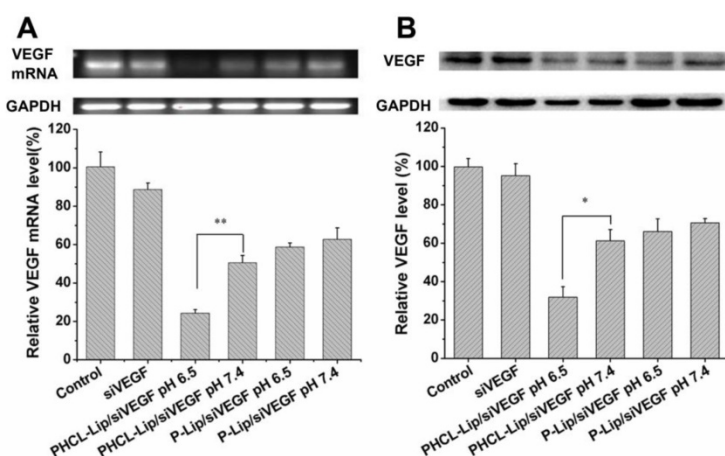 A
VEGF
mRNA
GAPDH
Relative VEGF mRNA level(%)
120
100
80
60
40
20
0
**
Control
siVEGF
PHCL-Lip/siVEGF pH 6.5
PHCL-Lip/siVEGF pH 7.4
P-Lip/siVEGF pH 6.5
P-Lip/siVEGF pH 7.4
B
VEGF
GAPDH
Relative VEGF level (%)
120
100
80
60
40
20
0
*
Control
siVEGF
PHCL-Lip/siVEGF pH 6.5
PHCL-Lip/siVEGF pH 7.4
P-Lip/siVEGF pH 6.5
P-Lip/siVEGF pH 7.4